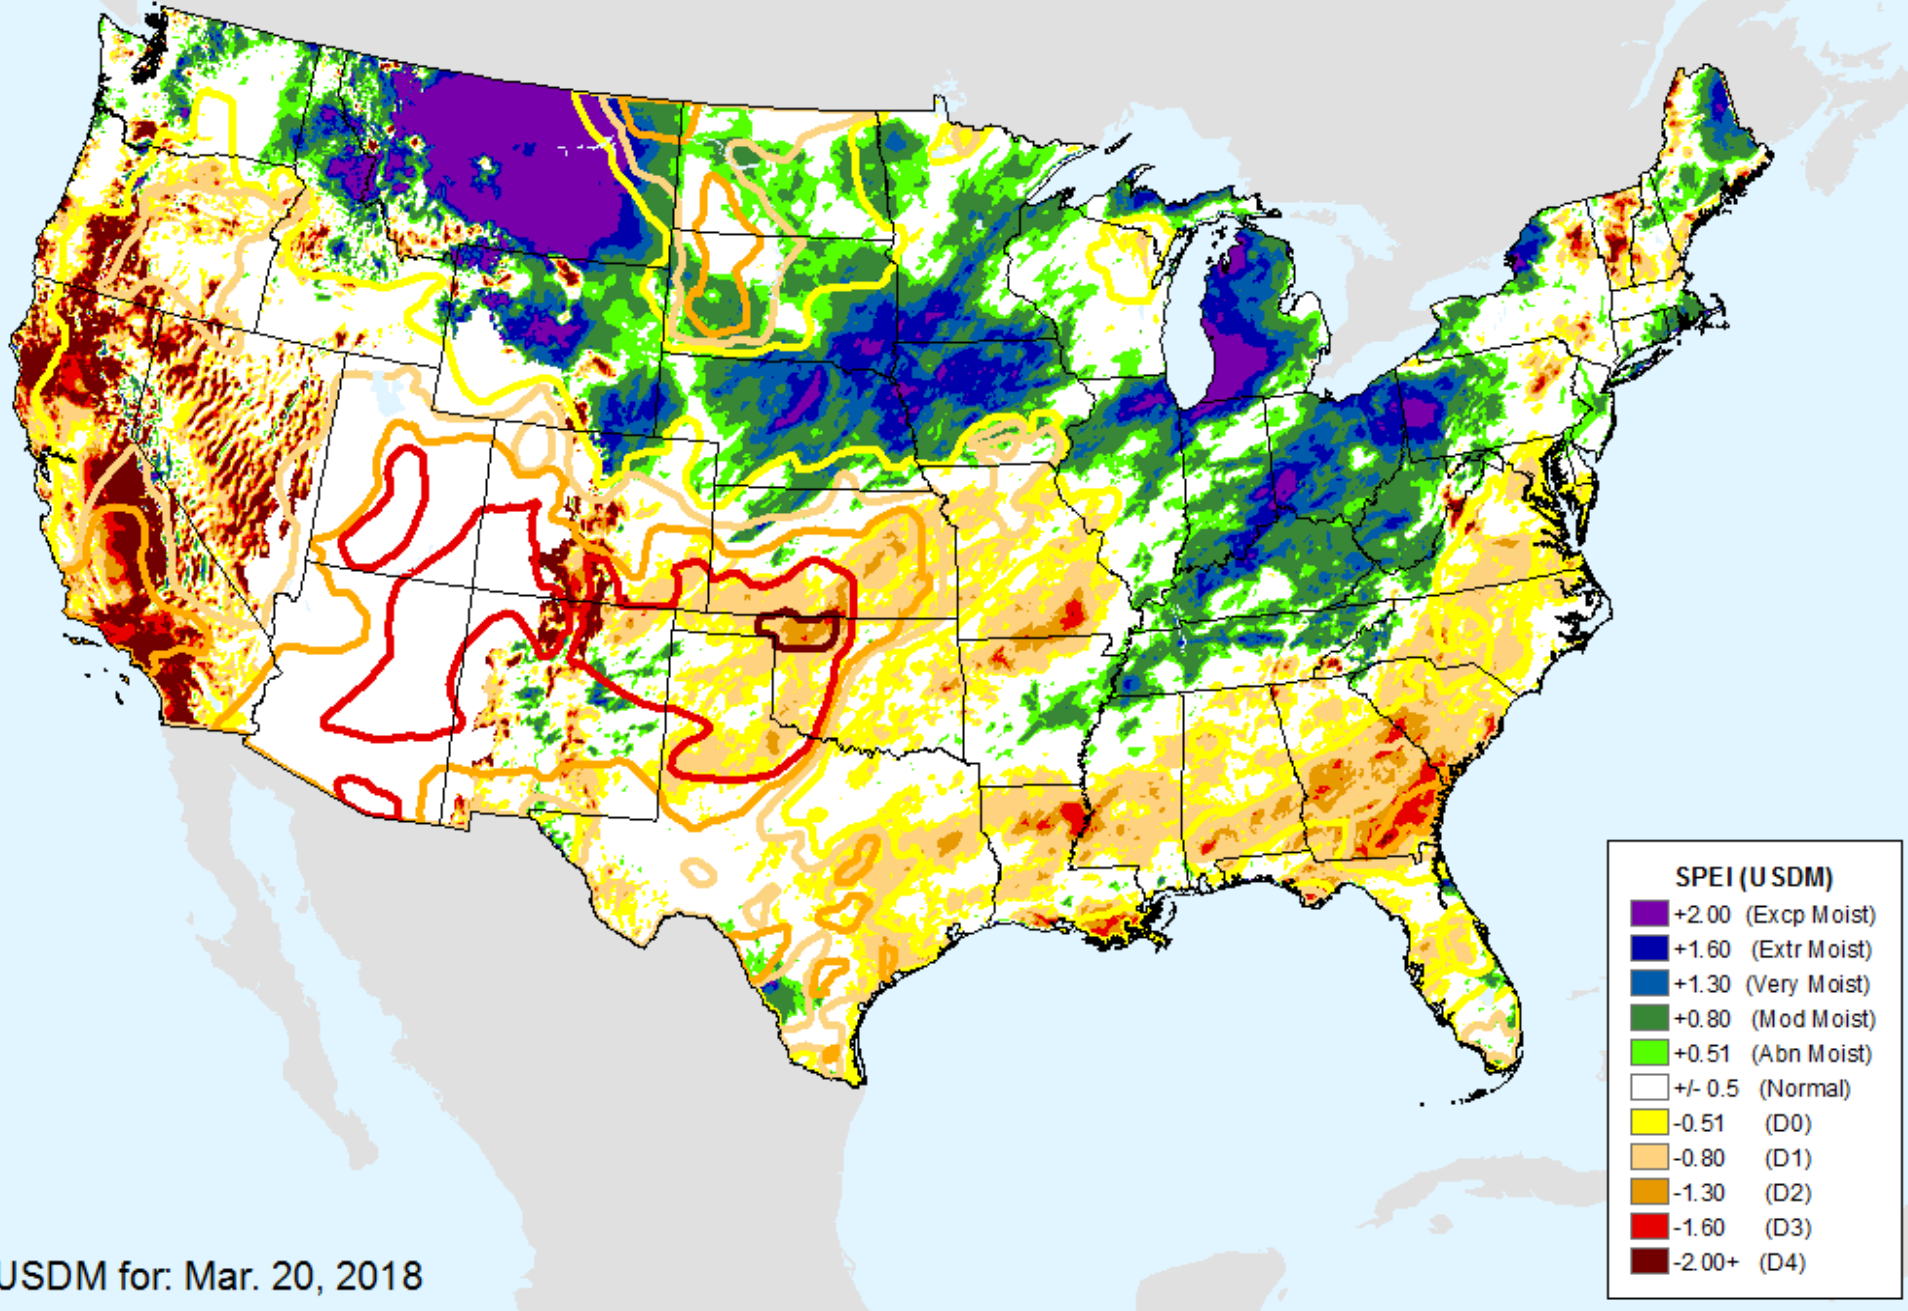 SPEI (USDM)
+2.00 (Excp Moist)
+1.60 (Extr Moist)
+1.30 (Very Moist)
+0.80 (Mod Moist)
+0.51 (Abn Moist)
+/- 0.5 (Normal)
-0.51 (D0)
-0.80 (D1)
-1.30 (D2)
-1.60 (D3)
-2.00+ (D4)
USDM for: Mar. 20, 2018